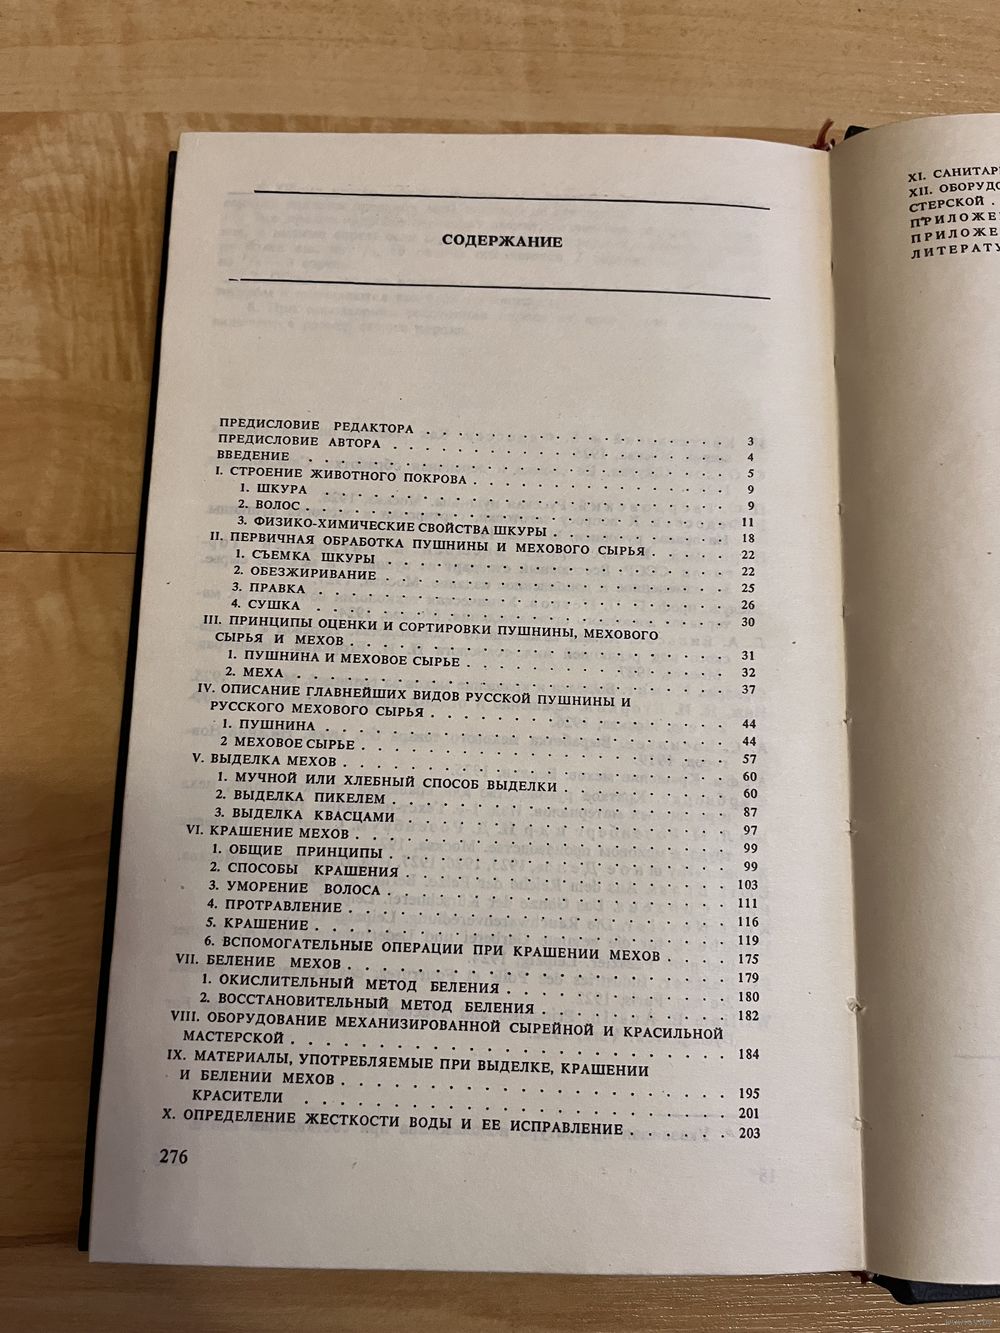 СОДЕРЖАНИЕ
ПРЕДИСЛОВИЕ РЕДАКТОРА . . . . . . . . . . . . . . . . . 3
ПРЕДИСЛОВИЕ АВТОРА . . . . . . . . . . . . . . . . . . 4
ВВЕДЕНИЕ . . . . . . . . . . . . . . . . . . . . . . 5
I. СТРОЕНИЕ ЖИВОТНОГО ПОКРОВА . . . . . . . . . . . . . 9
1. ШКУРА . . . . . . . . . . . . . . . . . . . . . . 9
2. ВОЛОС . . . . . . . . . . . . . . . . . . . . . . 11
3. ФИЗИКО-ХИМИЧЕСКИЕ СВОЙСТВА ШКУРЫ . . . . . . . . . 18
II. ПЕРВИЧНАЯ ОБРАБОТКА ПУШНИНЫ И МЕХОВОГО СЫРЬЯ . . . . 22
1. СЪЕМКА ШКУРЫ . . . . . . . . . . . . . . . . . . 22
2. ОБЕЗЖИРИВАНИЕ . . . . . . . . . . . . . . . . . . 25
3. ПРАВКА . . . . . . . . . . . . . . . . . . . . . 26
4. СУШКА . . . . . . . . . . . . . . . . . . . . . . 30
III. ПРИНЦИПЫ ОЦЕНКИ И СОРТИРОВКИ ПУШНИНЫ, МЕХОВОГО
СЫРЬЯ И МЕХОВ . . . . . . . . . . . . . . . . . . . . 31
1. ПУШНИНА И МЕХОВОЕ СЫРЬЕ . . . . . . . . . . . . . 32
2. МЕХА . . . . . . . . . . . . . . . . . . . . . . 37
IV. ОПИСАНИЕ ГЛАВНЕЙШИХ ВИДОВ РУССКОЙ ПУШНИНЫ И
РУССКОГО МЕХОВОГО СЫРЬЯ . . . . . . . . . . . . . . . 44
1. ПУШНИНА . . . . . . . . . . . . . . . . . . . . . 44
2 МЕХОВОЕ СЫРЬЕ . . . . . . . . . . . . . . . . . . 57
V. ВЫДЕЛКА МЕХОВ . . . . . . . . . . . . . . . . . . . 60
1. МУЧНОЙ ИЛИ ХЛЕБНЫЙ СПОСОБ ВЫДЕЛКИ . . . . . . . . 60
2. ВЫДЕЛКА ПИКЕЛЕМ . . . . . . . . . . . . . . . . . 87
3. ВЫДЕЛКА КВАСЦАМИ . . . . . . . . . . . . . . . . 97
VI. КРАШЕНИЕ МЕХОВ . . . . . . . . . . . . . . . . . . 99
1. ОБЩИЕ ПРИНЦИПЫ . . . . . . . . . . . . . . . . . 99
2. СПОСОБЫ КРАШЕНИЯ . . . . . . . . . . . . . . . . 103
3. УМОРЕНИЕ ВОЛОСА . . . . . . . . . . . . . . . . . 111
4. ПРОТРАВЛЕНИЕ . . . . . . . . . . . . . . . . . . 116
5. КРАШЕНИЕ . . . . . . . . . . . . . . . . . . . . 119
6. ВСПОМОГАТЕЛЬНЫЕ ОПЕРАЦИИ ПРИ КРАШЕНИИ МЕХОВ . . . . 175
VII. БЕЛЕНИЕ МЕХОВ . . . . . . . . . . . . . . . . . . 179
1. ОКИСЛИТЕЛЬНЫЙ МЕТОД БЕЛЕНИЯ . . . . . . . . . . . 180
2. ВОССТАНОВИТЕЛЬНЫЙ МЕТОД БЕЛЕНИЯ . . . . . . . . . 182
VIII. ОБОРУДОВАНИЕ МЕХАНИЗИРОВАННОЙ СЫРЕЙНОЙ И КРАСИЛЬНОЙ
МАСТЕРСКОЙ . . . . . . . . . . . . . . . . . . . . . 184
IX. МАТЕРИАЛЫ, УПОТРЕБЛЯЕМЫЕ ПРИ ВЫДЕЛКЕ, КРАШЕНИИ
И БЕЛЕНИИ МЕХОВ . . . . . . . . . . . . . . . . . . . 195
КРАСИТЕЛИ . . . . . . . . . . . . . . . . . . . . . 201
X. ОПРЕДЕЛЕНИЕ ЖЕСТКОСТИ ВОДЫ И ЕЕ ИСПРАВЛЕНИЕ . . . . . 203
276
XI. САНИТАР
XII. ОБОРУДО
СТЕРСКОЙ .
ПРИЛОЖЕ
ПРИЛОЖЕ
ЛИТЕРАТУ